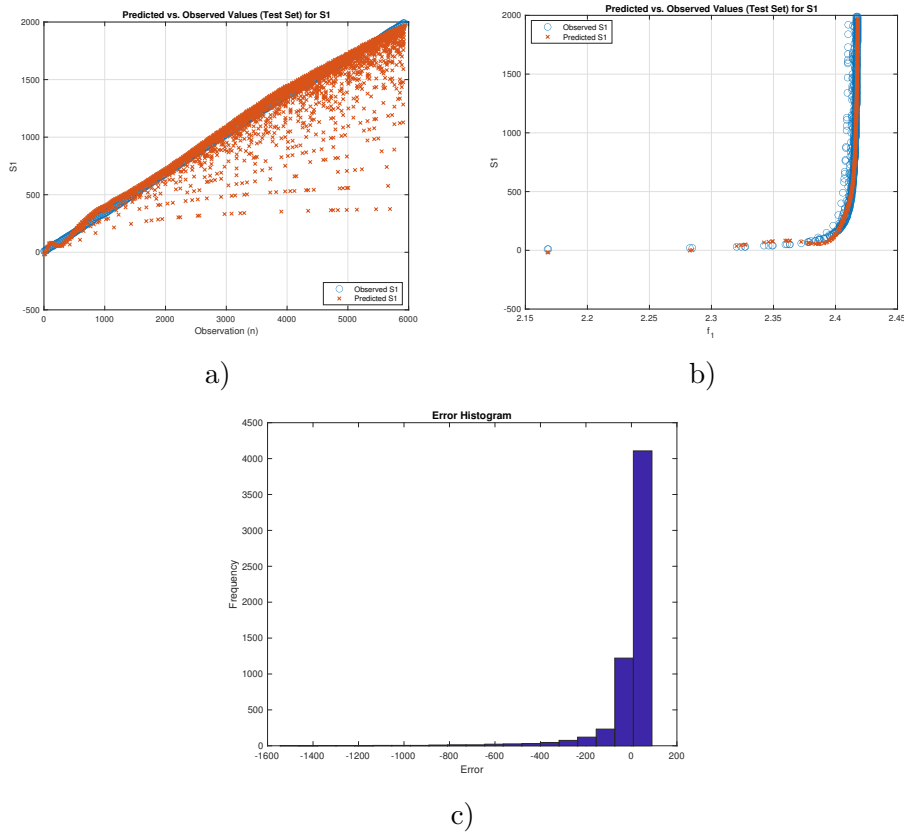 Predicted vs. Observed Values (Test Set) for S1
2000
1500
1000
500
0
-500
S1
0 1000 2000 3000 4000 5000 6000
Observation (n)
Observed S1
Predicted S1
a)
Predicted vs. Observed Values (Test Set) for S1
Observed S1
Predicted S1
2000
1500
1000
500
0
-500
S1
2.15 2.2 2.25 2.3 2.35 2.4 2.45
f1
b)
Error Histogram
4500
4000
3500
3000
2500
2000
1500
1000
500
0
Frequency
-1600 -1400 -1200 -1000 -800 -600 -400 -200 0 200
Error
c)